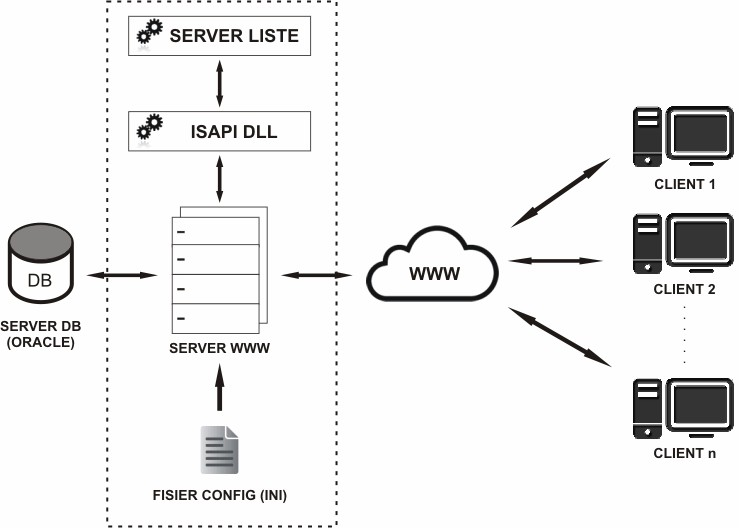 SERVER LISTE
ISAPI DLL
CLIENT 1
DB
WWW
CLIENT 2
SERVER DB
(ORACLE)
SERVER WWW
CLIENT n
FISIER CONFIG (INI)